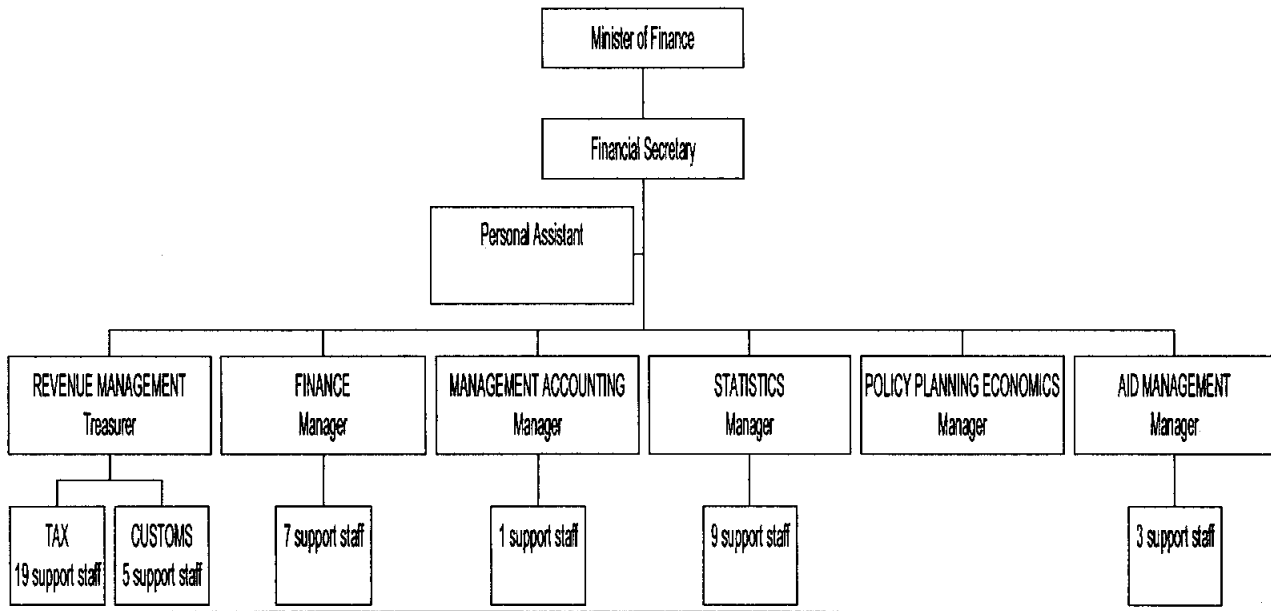 Minister of Finance
Financial Secretary
Personal Assistant
REVENUE MANAGEMENT
Treasurer
FINANCE
Manager
MANAGEMENT ACCOUNTING
Manager
STATISTICS
Manager
POLICY PLANNING ECONOMICS
Manager
AID MANAGEMENT
Manager
TAX
19 support staff
CUSTOMS
5 support staff
7 support staff
1 support staff
9 support staff
3 support staff